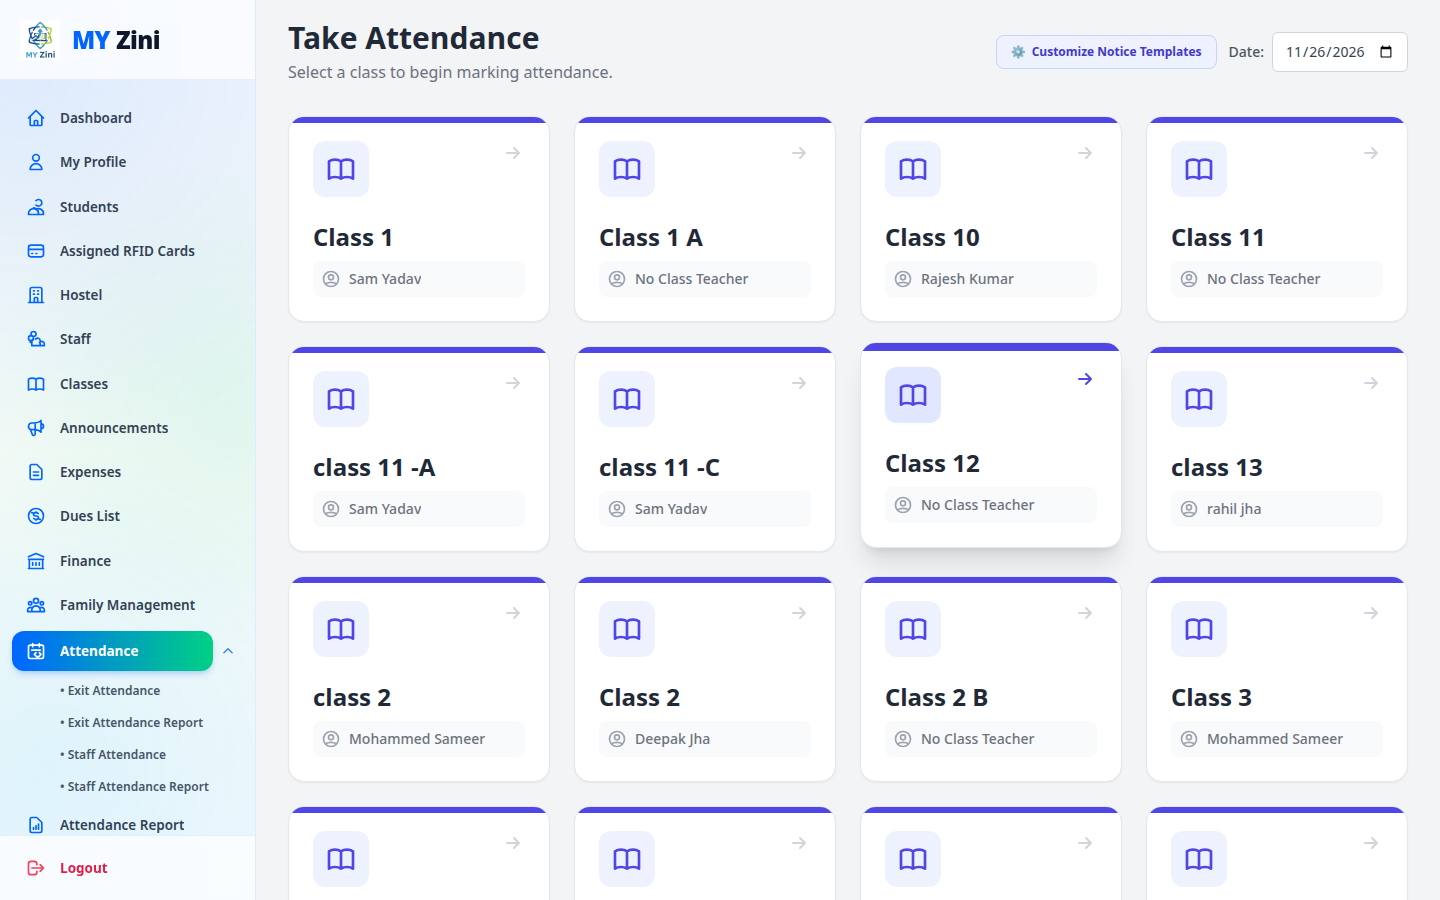 MY Zini
MY Zini
Dashboard
My Profile
Students
Assigned RFID Cards
Hostel
Staff
Classes
Announcements
Expenses
Dues List
Finance
Family Management
Attendance
• Exit Attendance
• Exit Attendance Report
• Staff Attendance
• Staff Attendance Report
Attendance Report
Logout
Take Attendance
Select a class to begin marking attendance.
Customize Notice Templates
Date:
11/26/2026
Class 1
Sam Yadav
Class 1 A
No Class Teacher
Class 10
Rajesh Kumar
Class 11
No Class Teacher
class 11 -A
Sam Yadav
class 11 -C
Sam Yadav
Class 12
No Class Teacher
class 13
rahil jha
class 2
Mohammed Sameer
Class 2
Deepak Jha
Class 2 B
No Class Teacher
Class 3
Mohammed Sameer